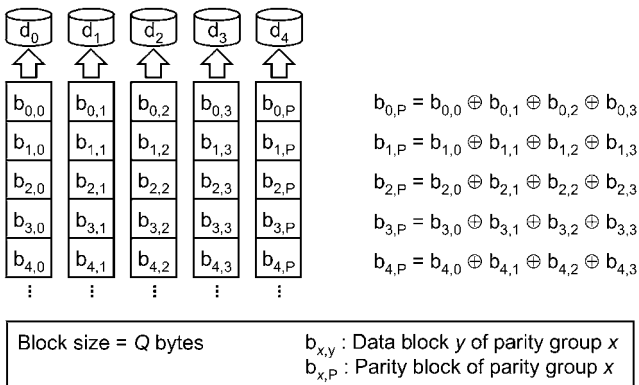 d₀ d₁ d₂ d₃ d₄
b₀,₀ b₀,₁ b₀,₂ b₀,₃ b₀,P b₀,P = b₀,₀ ⊕ b₀,₁ ⊕ b₀,₂ ⊕ b₀,₃
b₁,₀ b₁,₁ b₁,₂ b₁,₃ b₁,P b₁,P = b₁,₀ ⊕ b₁,₁ ⊕ b₁,₂ ⊕ b₁,₃
b₂,₀ b₂,₁ b₂,₂ b₂,₃ b₂,P b₂,P = b₂,₀ ⊕ b₂,₁ ⊕ b₂,₂ ⊕ b₂,₃
b₃,₀ b₃,₁ b₃,₂ b₃,₃ b₃,P b₃,P = b₃,₀ ⊕ b₃,₁ ⊕ b₃,₂ ⊕ b₃,₃
b₄,₀ b₄,₁ b₄,₂ b₄,₃ b₄,P b₄,P = b₄,₀ ⊕ b₄,₁ ⊕ b₄,₂ ⊕ b₄,₃
⋮ ⋮ ⋮ ⋮ ⋮
Block size = Q bytes bx,y : Data block y of parity group x
bx,P : Parity block of parity group x